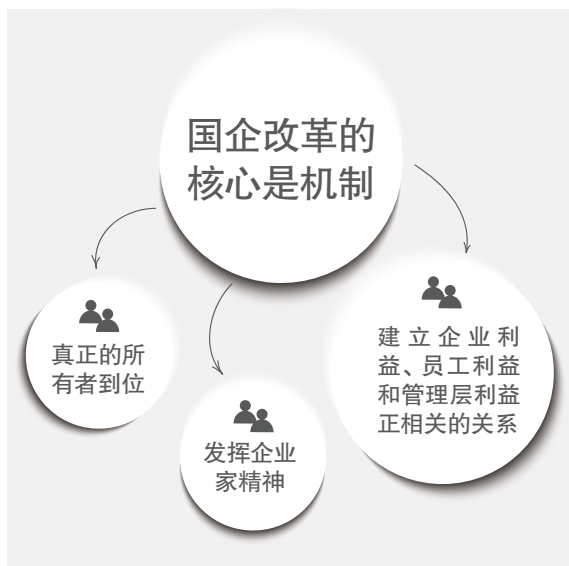 国企改革的
核心是机制
真正的所
有者到位
发挥企业
家精神
建立企业利
益、员工利益
和管理层利益
正相关的关系